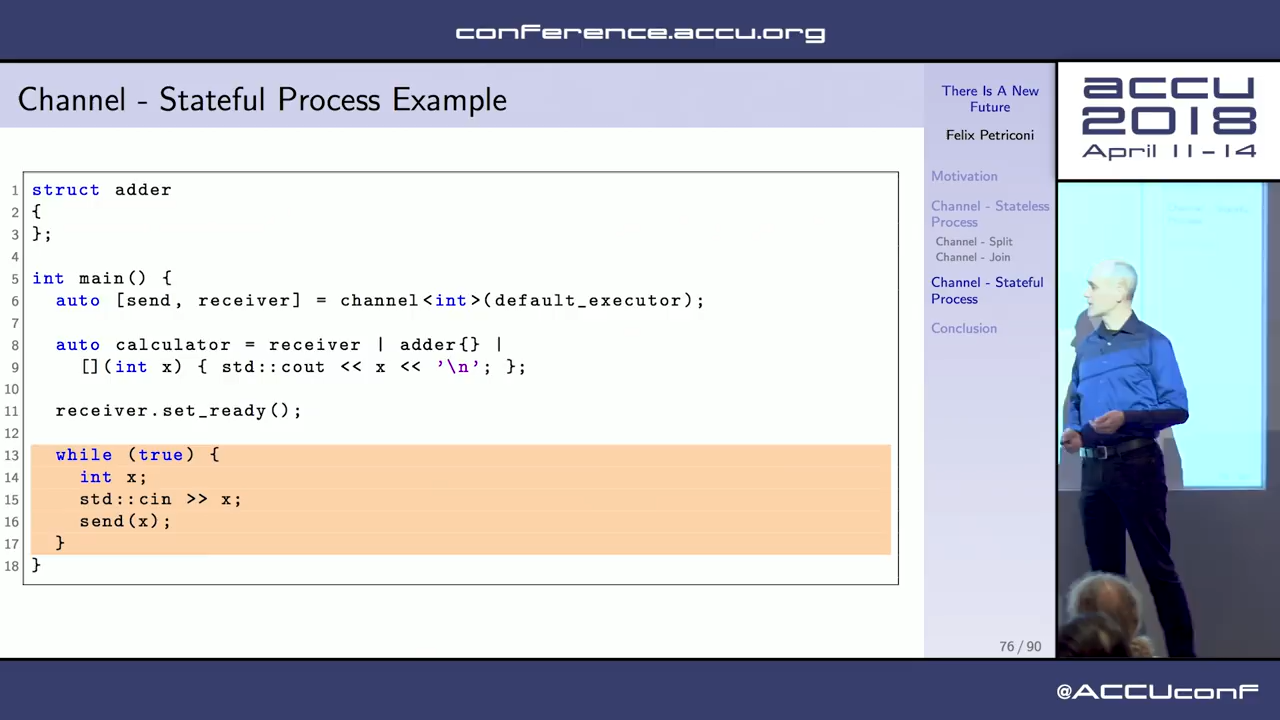 conference.accu.org
Channel - Stateful Process Example
1 struct adder
2 {
3 };
4
5 int main() {
6 auto [send, receiver] = channel<int>(default_executor);
7
8 auto calculator = receiver | adder{} |
9 [](int x) { std::cout << x << '\n'; };
10
11 receiver.set_ready();
12
13 while (true) {
14 int x;
15 std::cin >> x;
16 send(x);
17 }
18 }
There Is A New
Future
Felix Petriconi
Motivation
Channel - Stateless
Process
Channel - Split
Channel - Join
Channel - Stateful
Process
Conclusion
76 / 90
accu
2018
April 11-14
@ACCUconf